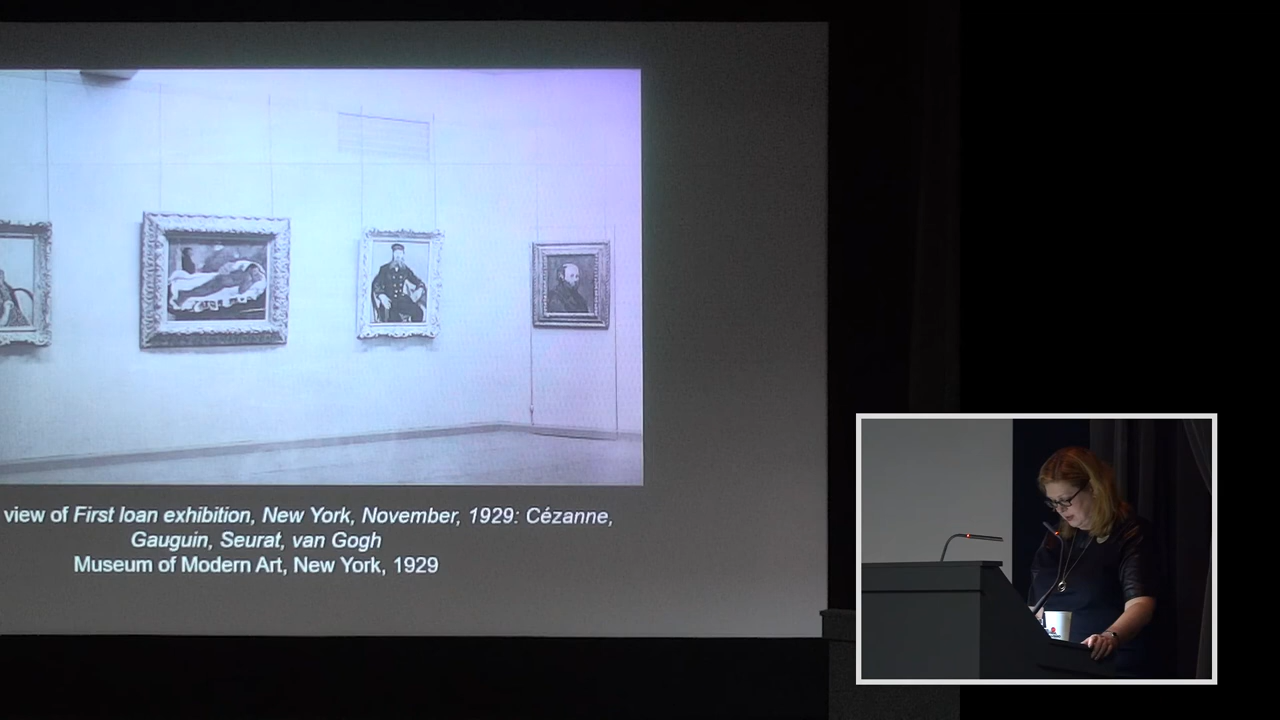 view of First loan exhibition, New York, November, 1929: Cézanne,
Gauguin, Seurat, van Gogh
Museum of Modern Art, New York, 1929